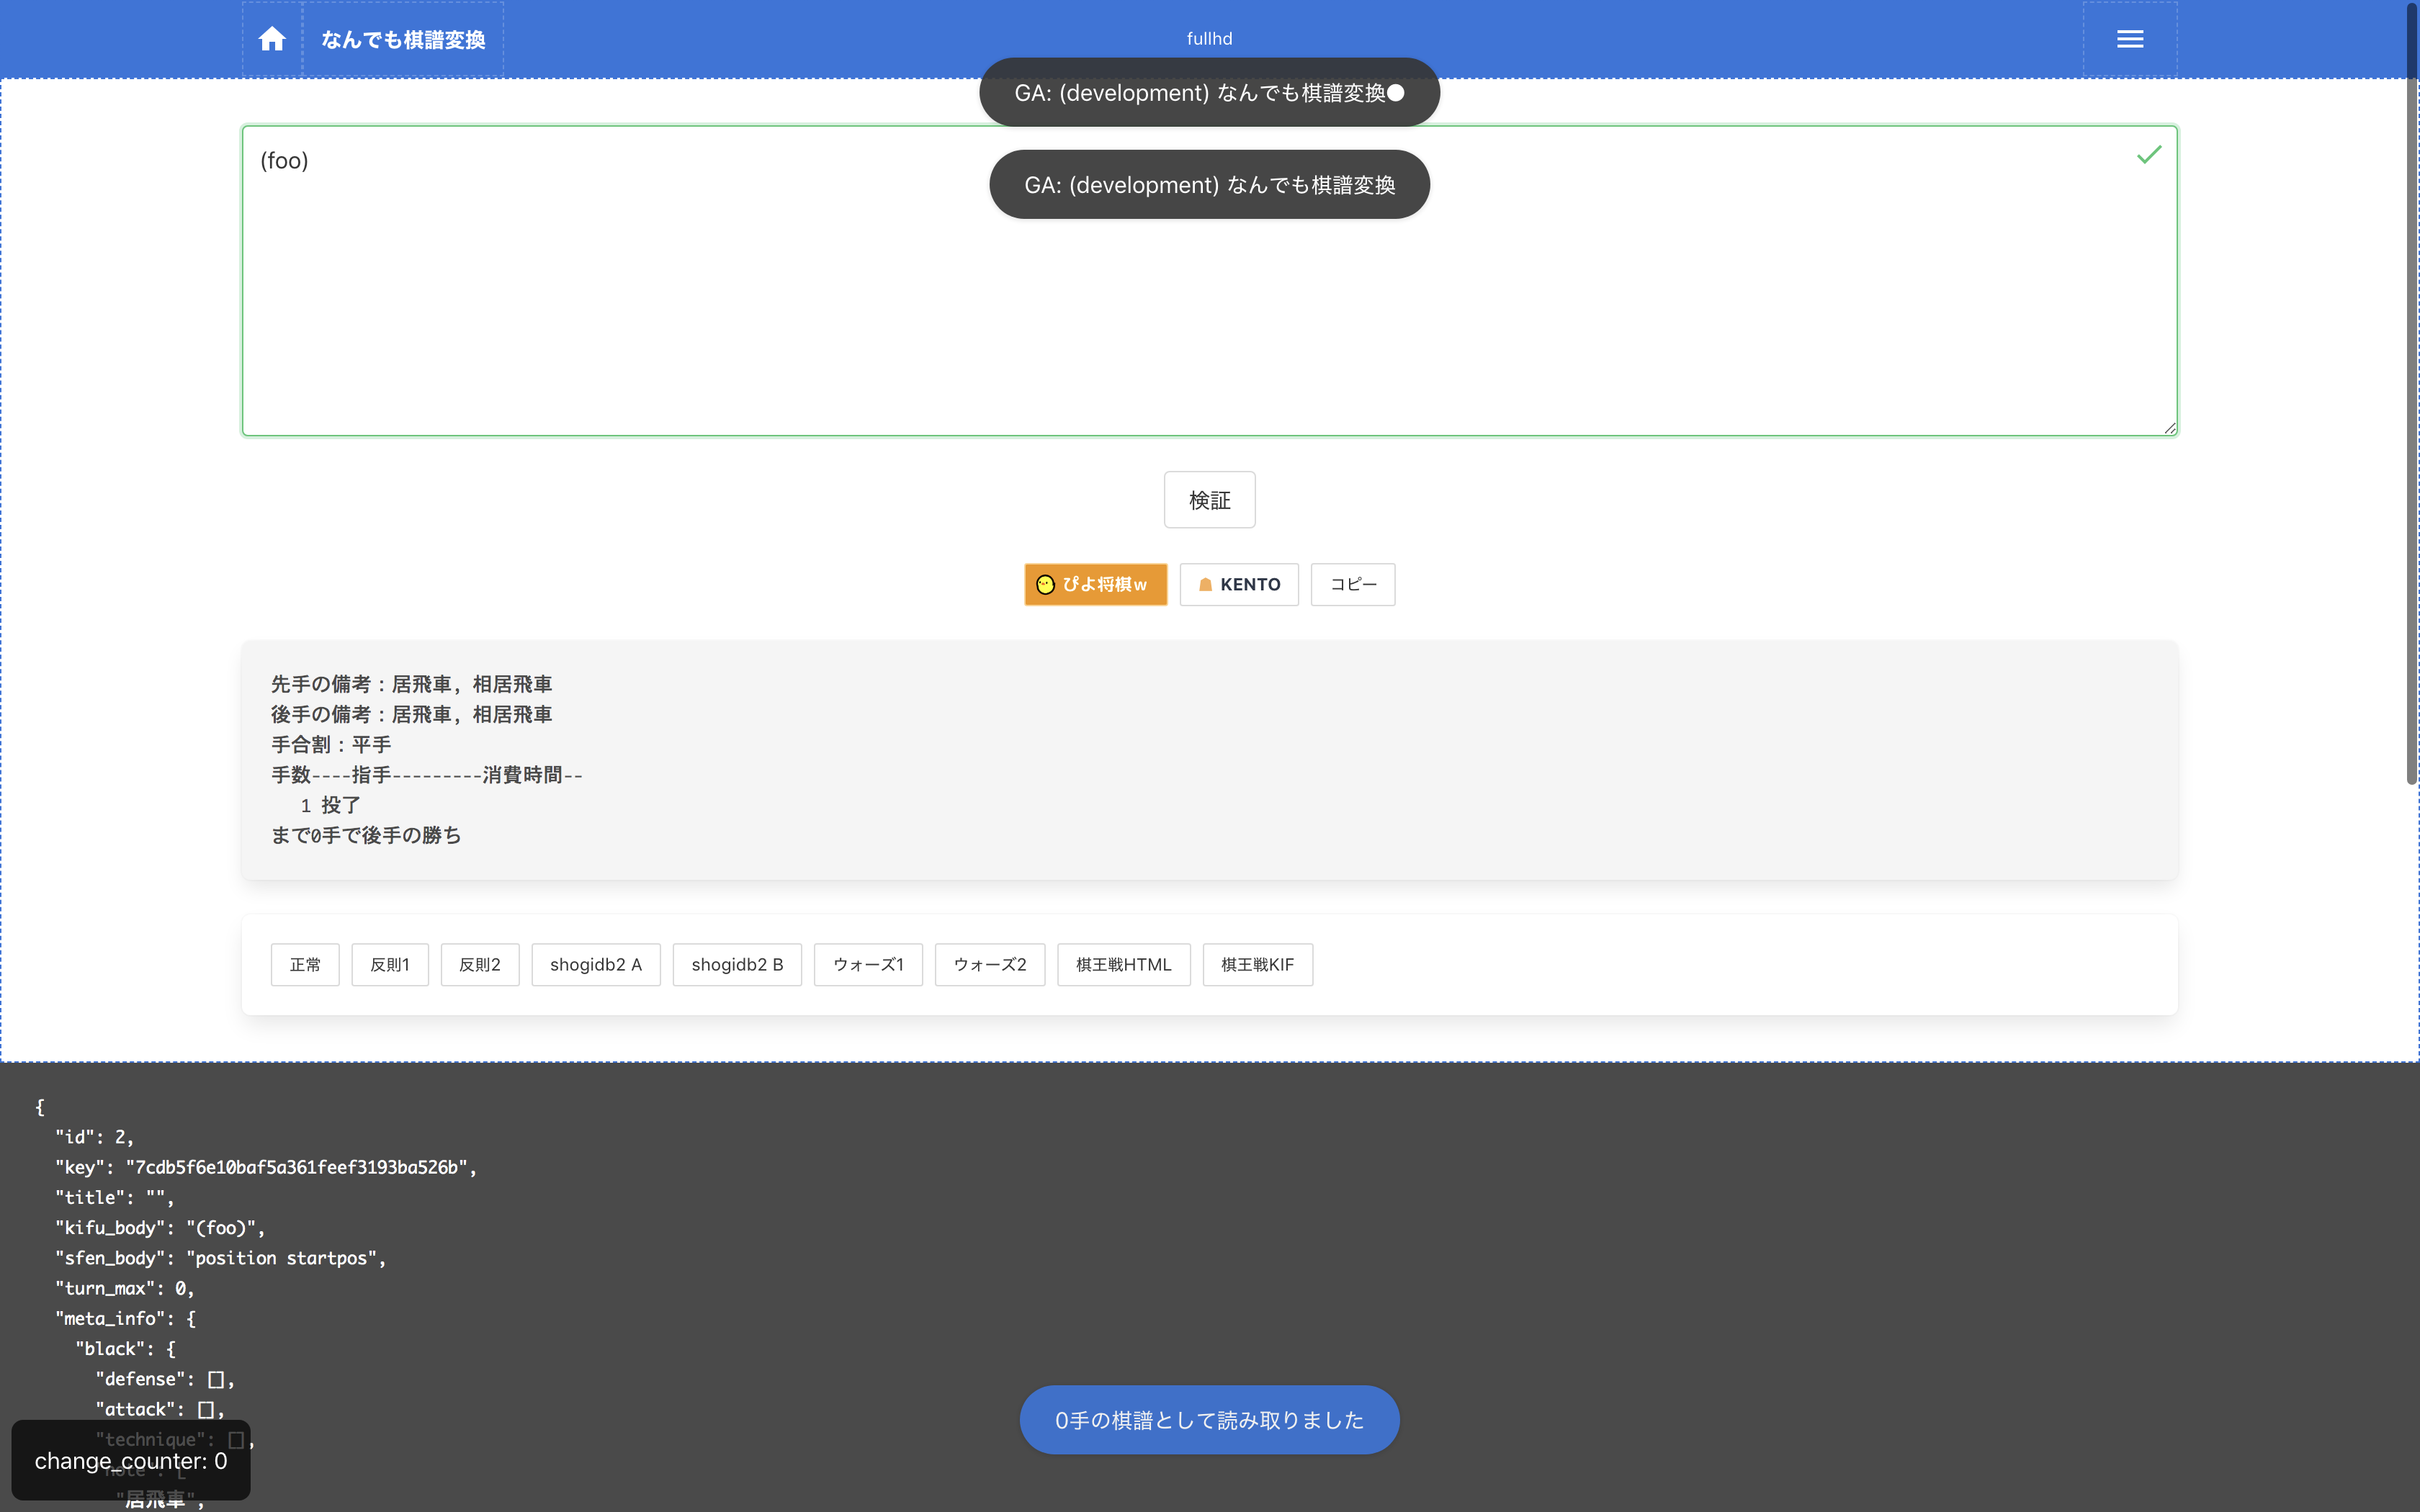 なんでも棋譜変換
fullhd
GA: (development) なんでも棋譜変換●
(foo)
GA: (development) なんでも棋譜変換
検証
ぴよ将棋w
KENTO
コピー
先手の備考：居飛車, 相居飛車
後手の備考：居飛車, 相居飛車
手合割：平手
手数----指手---------消費時間--
1 投了
まで0手で後手の勝ち
正常
反則1
反則2
shogidb2 A
shogidb2 B
ウォーズ1
ウォーズ2
棋王戦HTML
棋王戦KIF
{
"id": 2,
"key": "7cdb5f6e10baf5a361feef3193ba526b",
"title": "",
"kifu_body": "(foo)",
"sfen_body": "position startpos",
"turn_max": 0,
"meta_info": {
"black": {
"defense": [],
"attack": [],
"technique": [],
"note": [
"居飛車",
change_counter: 0
0手の棋譜として読み取りました